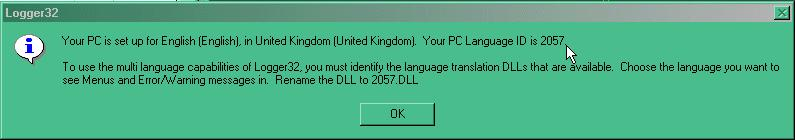 Logger32
Your PC is set up for English (English), in United Kingdom (United Kingdom).  Your PC Language ID is 2057.
To use the multi language capabilities of Logger32, you must identify the language translation DLLs that are available.  Choose the language you want to
see Menus and Error/Warning messages in.  Rename the DLL to 2057.DLL
OK